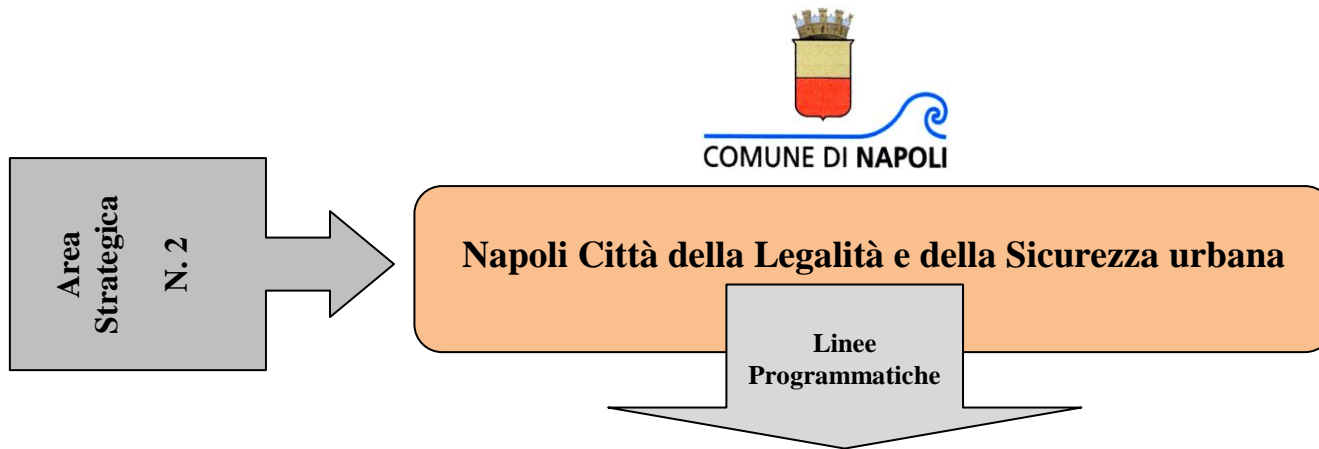 COMUNE DI NAPOLI
Area
Strategica
N. 2
Napoli Città della Legalità e della Sicurezza urbana
Linee
Programmatiche